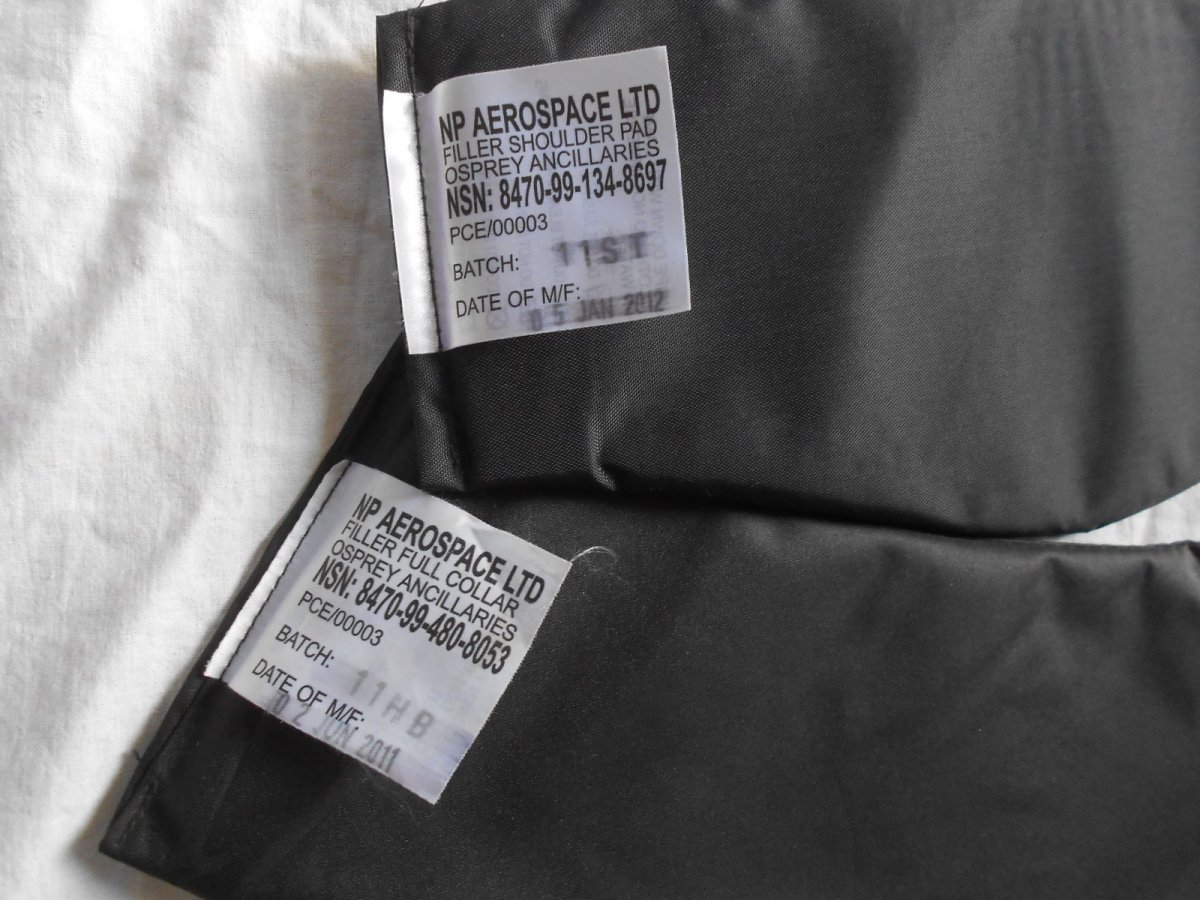 NP AEROSPACE LTD
FILLER SHOULDER PAD
OSPREY ANCILLARIES
NSN: 8470-99-134-8697
PCE/00003
BATCH: 11ST
DATE OF M/F: 05 JAN 2012
NP AEROSPACE LTD
FILLER FULL COLLAR
OSPREY ANCILLARIES
NSN: 8470-99-480-8053
PCE/00003
BATCH: 11HB
DATE OF M/F:
02 JUN 2011